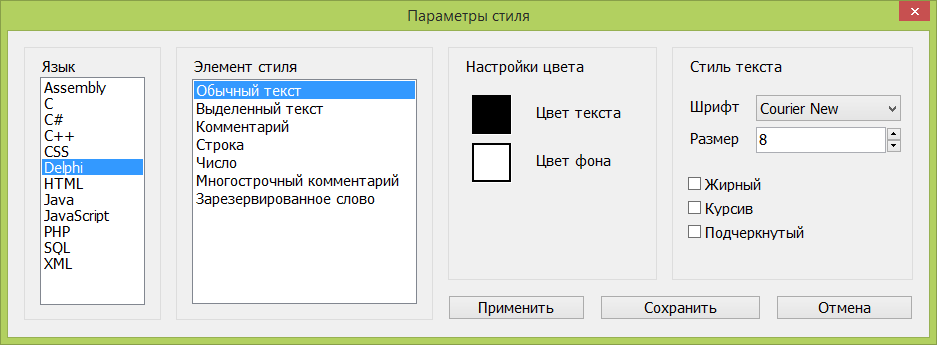 Параметры стиля
Язык
Assembly
C
C#
C++
CSS
Delphi
HTML
Java
JavaScript
PHP
SQL
XML
Элемент стиля
Обычный текст
Выделенный текст
Комментарий
Строка
Число
Многострочный комментарий
Зарезервированное слово
Настройки цвета
Цвет текста
Цвет фона
Стиль текста
Шрифт Courier New
Размер 8
Жирный
Курсив
Подчеркнутый
Применить Сохранить Отмена